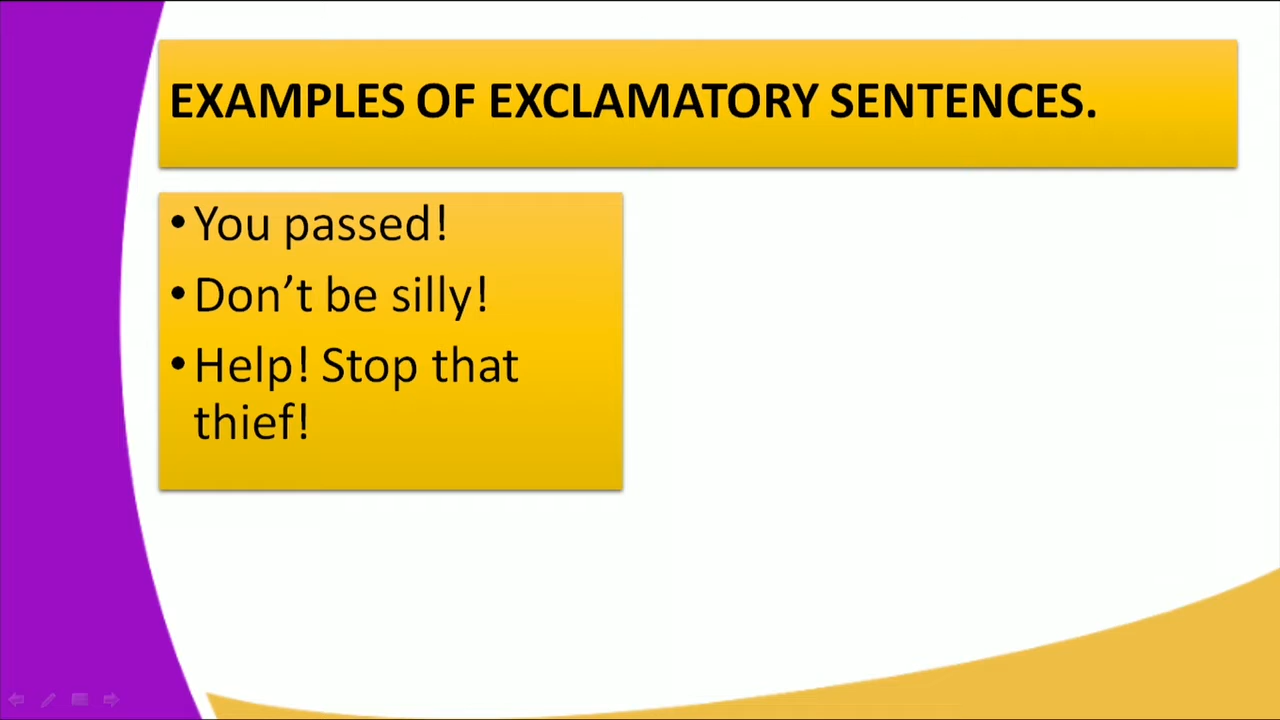 EXAMPLES OF EXCLAMATORY SENTENCES.
•You passed!
•Don’t be silly!
•Help! Stop that
thief!